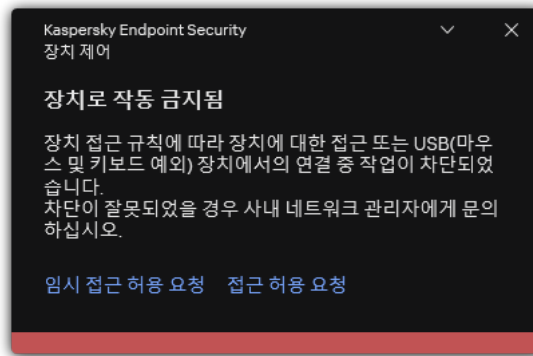 Kaspersky Endpoint Security
장치 제어
장치로 작동 금지됨
장치 접근 규칙에 따라 장치에 대한 접근 또는 USB(마우
스 및 키보드 예외) 장치에서의 연결 중 작업이 차단되었
습니다.
차단이 잘못되었을 경우 사내 네트워크 관리자에게 문의
하십시오.
임시 접근 허용 요청 접근 허용 요청